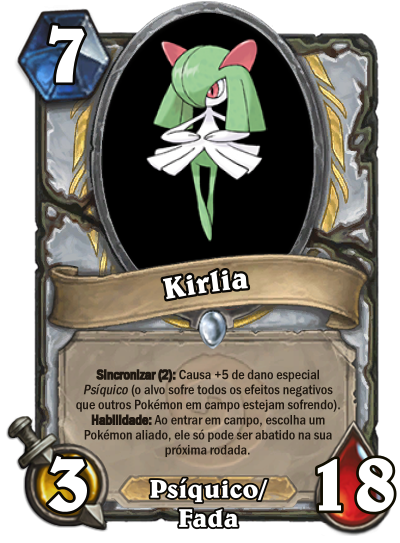 7
Kirlia
Sincronizar (2): Causa +5 de dano especial
Psíquico (o alvo sofre todos os efeitos negativos
que outros Pokémon em campo estejam sofrendo).
Habilidade: Ao entrar em campo, escolha um
Pokémon aliado, ele só pode ser abatido na sua
próxima rodada.
3
Psíquico/
Fada
18